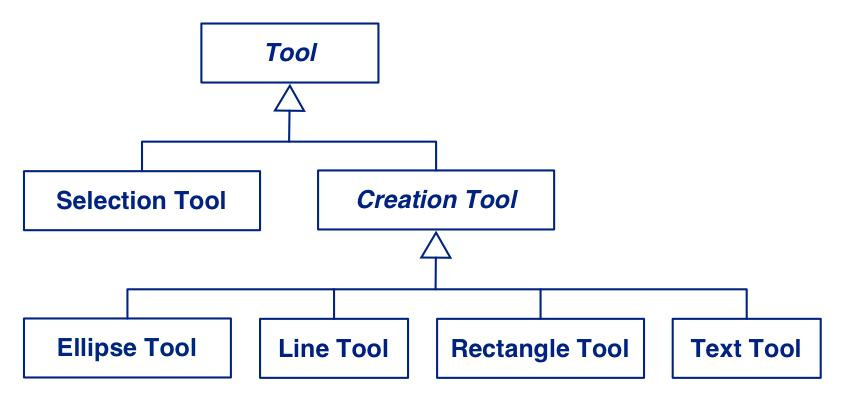 Tool
Selection Tool
Creation Tool
Ellipse Tool
Line Tool
Rectangle Tool
Text Tool